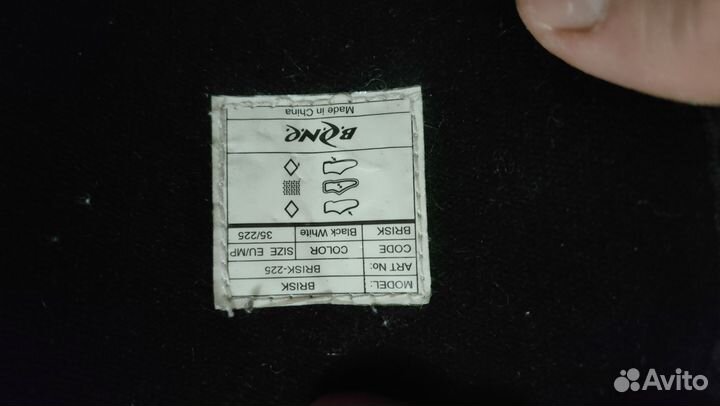 MODEL: BRISK
ART No: BRISK-225
CODE COLOR SIZE EU/MP
BRISK Black White 35/225
B.ONE
Made in China
Avito